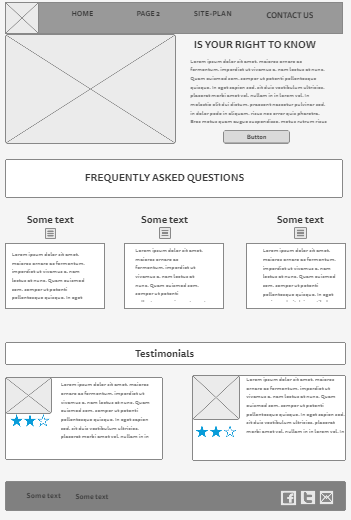 HOME PAGE 2 SITE-PLAN CONTACT US
IS YOUR RIGHT TO KNOW
Lorem ipsum dolor sit amet, maecenas ornare
fermentum, imperdiet ut vivamus a, nam lectus at nunc.
Quam euismod sem, semper ut potenti pellentesque
quisque. In eget sapien sed, sit duis vestibulum ultricies,
placerat morbi amet vel, nullam in in lorem vel. In
molestie elit dui dictum, praesent nascetur pulvinar sed,
in dolor pede in aliquam, risus nec error quis pharetra.
Eros metus quam augue suspendisse, metus rutrum risus
Button
FREQUENTLY ASKED QUESTIONS
Some text
Lorem ipsum dolor sit amet,
maecenas ornare ac fermentum,
imperdiet ut vivamus a, nam
lectus at nunc. Quam euismod
sem, semper ut potenti
pellentesque quisque. In eget
Some text
Lorem ipsum dolor sit amet,
maecenas ornare ac
fermentum, imperdiet ut
vivamus a, nam lectus at
nunc. Quam euismod sem,
semper ut potenti
Some text
Lorem ipsum dolor sit amet,
maecenas ornare ac
fermentum, imperdiet ut
vivamus a, nam lectus at
nunc. Quam euismod sem,
semper ut potenti
Testimonials
Lorem ipsum dolor sit amet, maecenas
ornare ac fermentum, imperdiet ut
vivamus a, nam lectus at nunc. Quam
euismod sem, semper ut potenti
pellentesque quisque. In eget sapien
sed, sit duis vestibulum ultricies,
placerat morbi amet vel, nullam in in
Lorem ipsum dolor sit amet, maecenas
ornare ac fermentum, imperdiet ut
vivamus a, nam lectus at nunc. Quam
euismod sem, semper ut potenti
pellentesque quisque. In eget sapien sed,
sit duis vestibulum ultricies, placerat
morbi amet vel, nullam in in lorem vel. In
Some text Some text